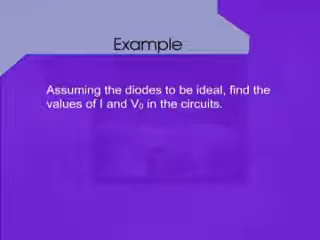 Example
Assuming the diodes to be ideal, find the
values of I and V₀ in the circuits.